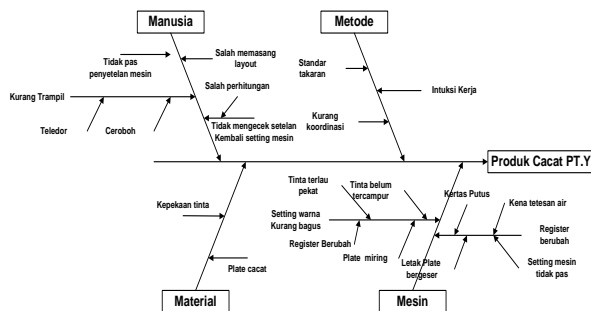 Manusia
Metode
Tidak pas
penyetelan mesin
Salah memasang
layout
Standar
takaran
Kurang Trampil
Salah perhitungan
Intuksi Kerja
Teledor
Ceroboh
Tidak mengecek setelan
Kembali setting mesin
Kurang
koordinasi
Produk Cacat PT.Y
Tinta terlau
pekat
Tinta belum
tercampur
Kertas Putus
Kena tetesan air
Kepekaan tinta
Setting warna
Kurang bagus
Register
berubah
Register Berubah
Plate miring
Letak Plate
bergeser
Setting mesin
tidak pas
Plate cacat
Material
Mesin